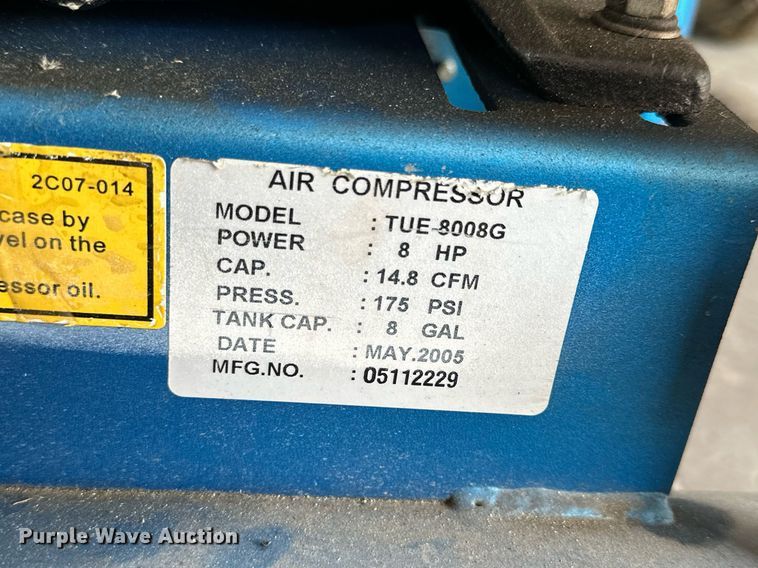 2C07-014
case by
vel on the
essor oil.
AIR COMPRESSOR
MODEL : TUE-8008G
POWER : 8 HP
CAP. : 14.8 CFM
PRESS. : 175 PSI
TANK CAP. : 8 GAL
DATE : MAY.2005
MFG.NO. : 05112229
Purple Wave Auction